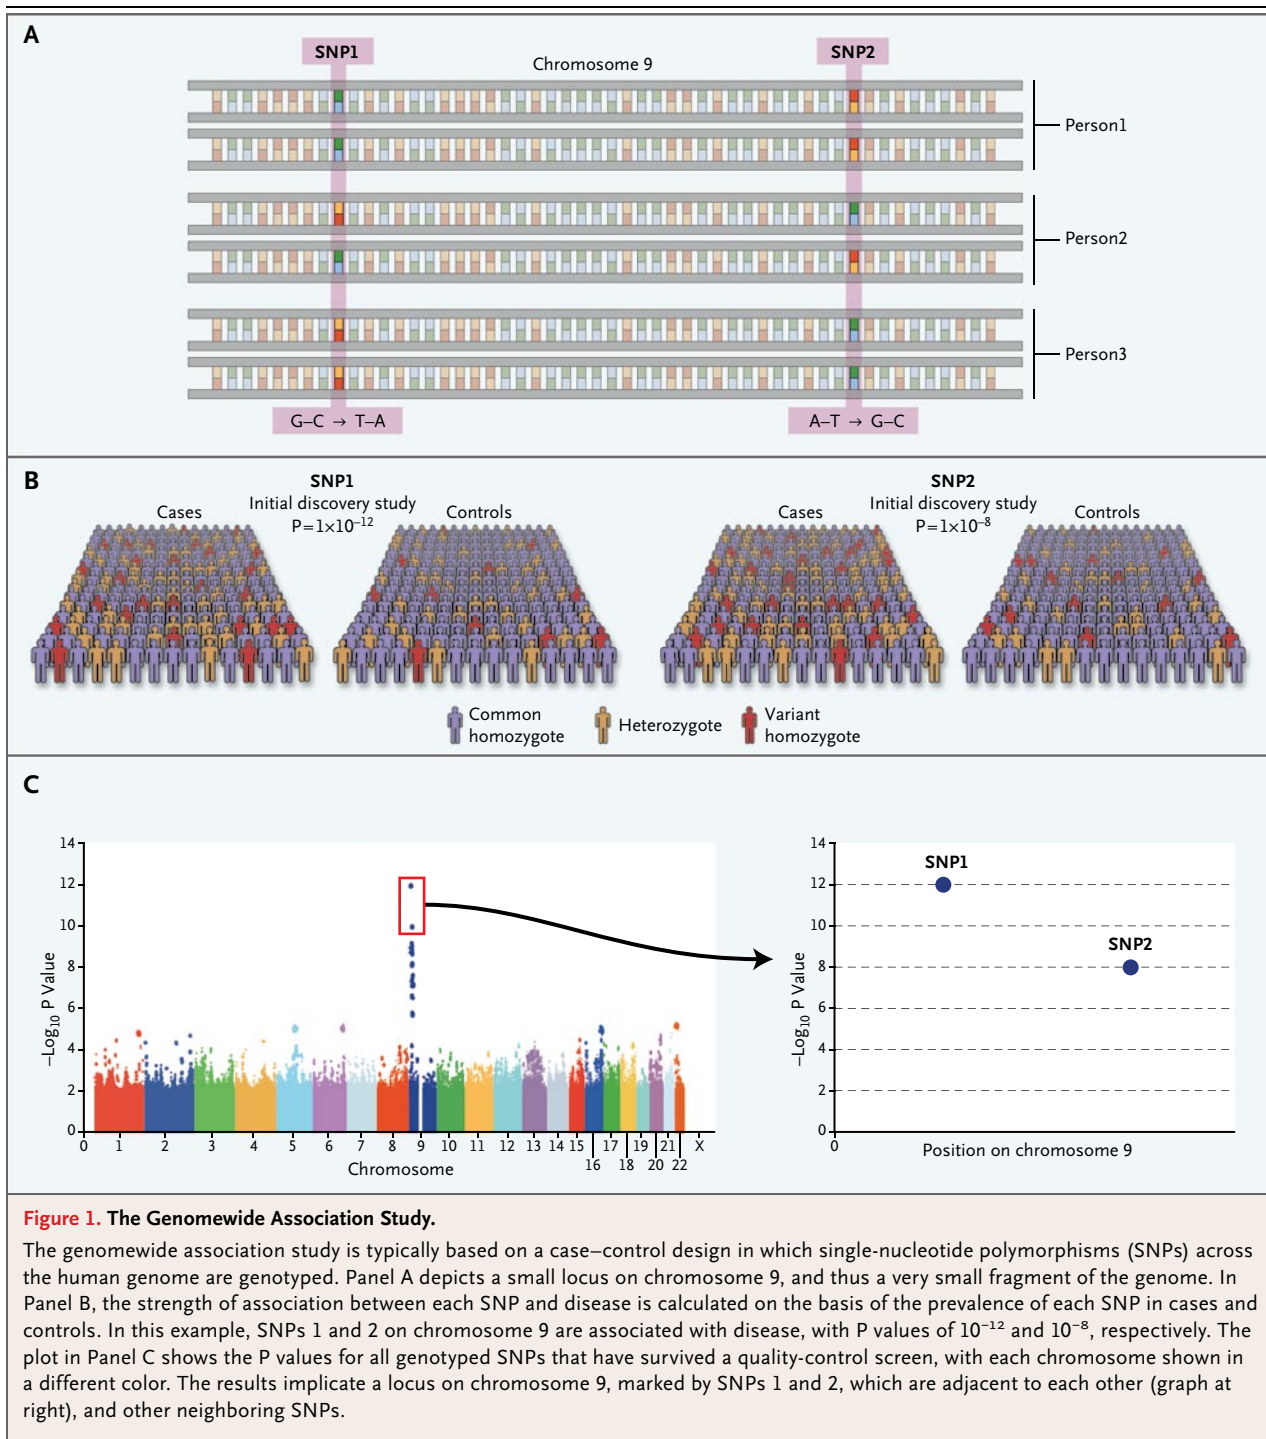 A
SNP1
SNP2
Chromosome 9
Person1
Person2
Person3
G–C → T–A
A–T → G–C
B
SNP1
Initial discovery study
P=1×10⁻¹²
Cases
Controls
SNP2
Initial discovery study
P=1×10⁻⁸
Cases
Controls
Common
homozygote
Heterozygote
Variant
homozygote
C
14
12
10
8
6
4
2
0
−Log₁₀ P Value
0 1 2 3 4 5 6 7 8 9 10 11 12 13 14 15 16 17 18 19 20 21 22 X
Chromosome
14
12
10
8
6
4
2
0
−Log₁₀ P Value
SNP1
SNP2
0
Position on chromosome 9
Figure 1. The Genomewide Association Study.
The genomewide association study is typically based on a case–control design in which single-nucleotide polymorphisms (SNPs) across
the human genome are genotyped. Panel A depicts a small locus on chromosome 9, and thus a very small fragment of the genome. In
Panel B, the strength of association between each SNP and disease is calculated on the basis of the prevalence of each SNP in cases and
controls. In this example, SNPs 1 and 2 on chromosome 9 are associated with disease, with P values of 10⁻¹² and 10⁻⁸, respectively. The
plot in Panel C shows the P values for all genotyped SNPs that have survived a quality-control screen, with each chromosome shown in
a different color. The results implicate a locus on chromosome 9, marked by SNPs 1 and 2, which are adjacent to each other (graph at
right), and other neighboring SNPs.